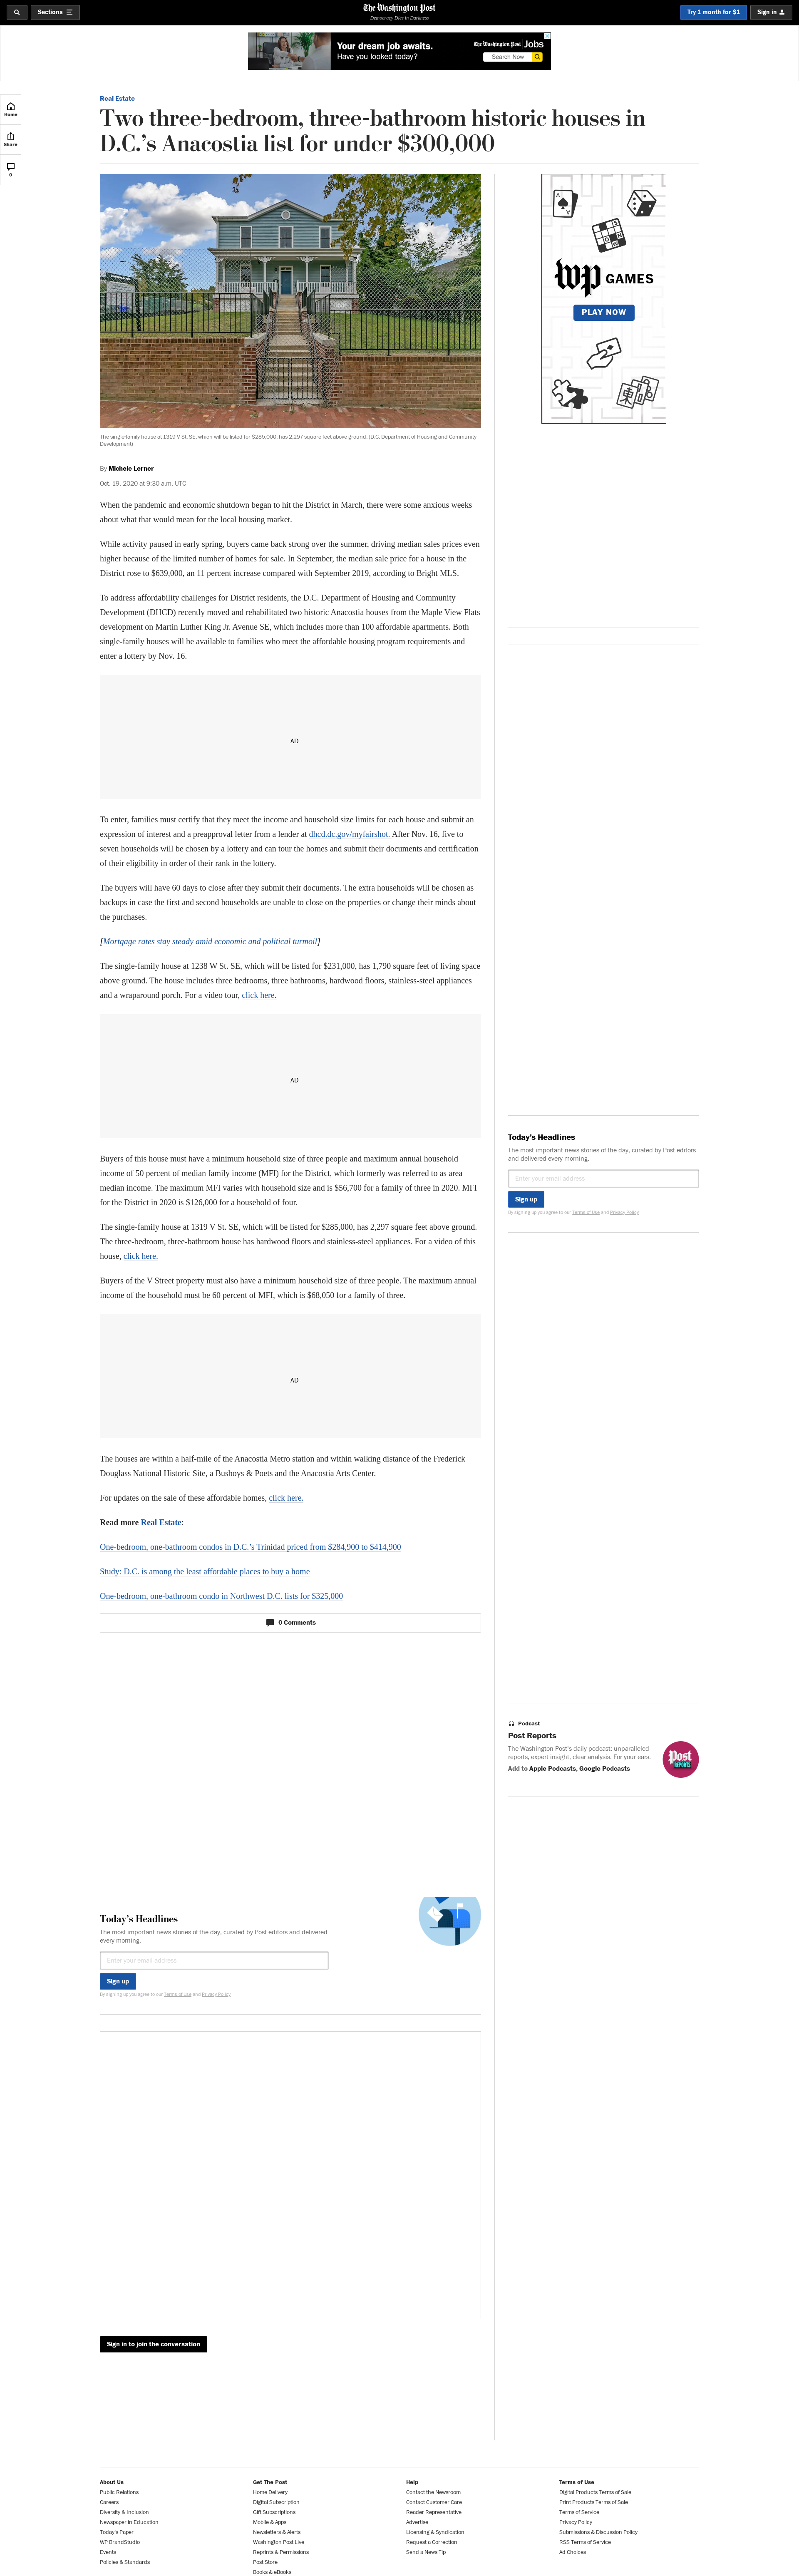 Sections
The Washington Post
Democracy Dies in Darkness
Try 1 month for $1
Sign in
Your dream job awaits.
Have you looked today?
The Washington Post Jobs
Search Now
Home
Share
0
Real Estate
Two three-bedroom, three-bathroom historic houses in
D.C.’s Anacostia list for under $300,000
The single-family house at 1319 V St. SE, which will be listed for $285,000, has 2,297 square feet above ground. (D.C. Department of Housing and Community
Development)
By Michele Lerner
Oct. 19, 2020 at 9:30 a.m. UTC
When the pandemic and economic shutdown began to hit the District in March, there were some anxious weeks
about what that would mean for the local housing market.
While activity paused in early spring, buyers came back strong over the summer, driving median sales prices even
higher because of the limited number of homes for sale. In September, the median sale price for a house in the
District rose to $639,000, an 11 percent increase compared with September 2019, according to Bright MLS.
To address affordability challenges for District residents, the D.C. Department of Housing and Community
Development (DHCD) recently moved and rehabilitated two historic Anacostia houses from the Maple View Flats
development on Martin Luther King Jr. Avenue SE, which includes more than 100 affordable apartments. Both
single-family houses will be available to families who meet the affordable housing program requirements and
enter a lottery by Nov. 16.
AD
To enter, families must certify that they meet the income and household size limits for each house and submit an
expression of interest and a preapproval letter from a lender at dhcd.dc.gov/myfairshot. After Nov. 16, five to
seven households will be chosen by a lottery and can tour the homes and submit their documents and certification
of their eligibility in order of their rank in the lottery.
The buyers will have 60 days to close after they submit their documents. The extra households will be chosen as
backups in case the first and second households are unable to close on the properties or change their minds about
the purchases.
[Mortgage rates stay steady amid economic and political turmoil]
The single-family house at 1238 W St. SE, which will be listed for $231,000, has 1,790 square feet of living space
above ground. The house includes three bedrooms, three bathrooms, hardwood floors, stainless-steel appliances
and a wraparound porch. For a video tour, click here.
AD
Buyers of this house must have a minimum household size of three people and maximum annual household
income of 50 percent of median family income (MFI) for the District, which formerly was referred to as area
median income. The maximum MFI varies with household size and is $56,700 for a family of three in 2020. MFI
for the District in 2020 is $126,000 for a household of four.
The single-family house at 1319 V St. SE, which will be listed for $285,000, has 2,297 square feet above ground.
The three-bedroom, three-bathroom house has hardwood floors and stainless-steel appliances. For a video of this
house, click here.
Buyers of the V Street property must also have a minimum household size of three people. The maximum annual
income of the household must be 60 percent of MFI, which is $68,050 for a family of three.
AD
The houses are within a half-mile of the Anacostia Metro station and within walking distance of the Frederick
Douglass National Historic Site, a Busboys & Poets and the Anacostia Arts Center.
For updates on the sale of these affordable homes, click here.
Read more Real Estate:
One-bedroom, one-bathroom condos in D.C.’s Trinidad priced from $284,900 to $414,900
Study: D.C. is among the least affordable places to buy a home
One-bedroom, one-bathroom condo in Northwest D.C. lists for $325,000
0 Comments
wp GAMES
PLAY NOW
Today’s Headlines
The most important news stories of the day, curated by Post editors
and delivered every morning.
Enter your email address
Sign up
By signing up you agree to our Terms of Use and Privacy Policy
Podcast
Post Reports
The Washington Post’s daily podcast: unparalleled
reports, expert insight, clear analysis. For your ears.
Add to Apple Podcasts, Google Podcasts
Post
REPORTS
Today’s Headlines
The most important news stories of the day, curated by Post editors and delivered
every morning.
Enter your email address
Sign up
By signing up you agree to our Terms of Use and Privacy Policy
Sign in to join the conversation
About Us
Public Relations
Careers
Diversity & Inclusion
Newspaper in Education
Today’s Paper
WP BrandStudio
Events
Policies & Standards
Get The Post
Home Delivery
Digital Subscription
Gift Subscriptions
Mobile & Apps
Newsletters & Alerts
Washington Post Live
Reprints & Permissions
Post Store
Books & eBooks
Help
Contact the Newsroom
Contact Customer Care
Reader Representative
Advertise
Licensing & Syndication
Request a Correction
Send a News Tip
Terms of Use
Digital Products Terms of Sale
Print Products Terms of Sale
Terms of Service
Privacy Policy
Submissions & Discussion Policy
RSS Terms of Service
Ad Choices